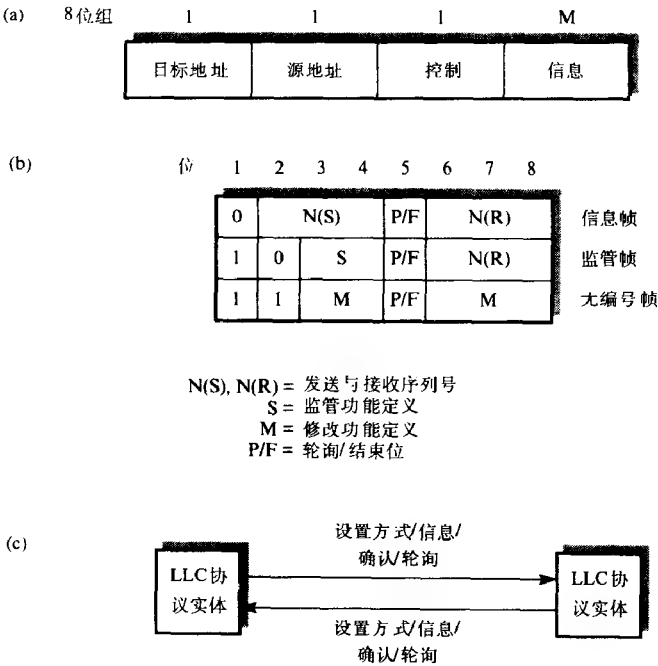 (a) 8位组 1 1 1 M
目标地址 源地址 控制 信息
(b) 位 1 2 3 4 5 6 7 8
0 N(S) P/F N(R) 信息帧
1 0 S P/F N(R) 监管帧
1 1 M P/F M 无编号帧
N(S), N(R) = 发送与接收序列号
S = 监管功能定义
M = 修改功能定义
P/F = 轮询/结束位
(c)
设置方式/信息/
确认/轮询
LLC协
议实体
LLC协
议实体
设置方式/信息/
确认/轮询